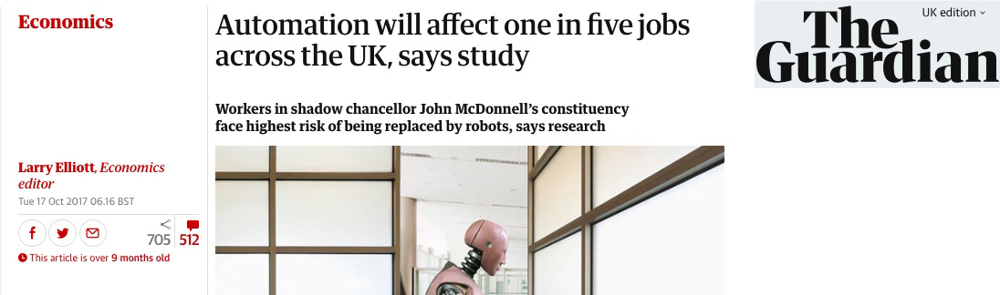 Economics
Automation will affect one in five jobs
across the UK, says study
Workers in shadow chancellor John McDonnell's constituency
face highest risk of being replaced by robots, says research
Larry Elliott, Economics
editor
Tue 17 Oct 2017 06.16 BST
705 512
This article is over 9 months old
UK edition
The
Guardian